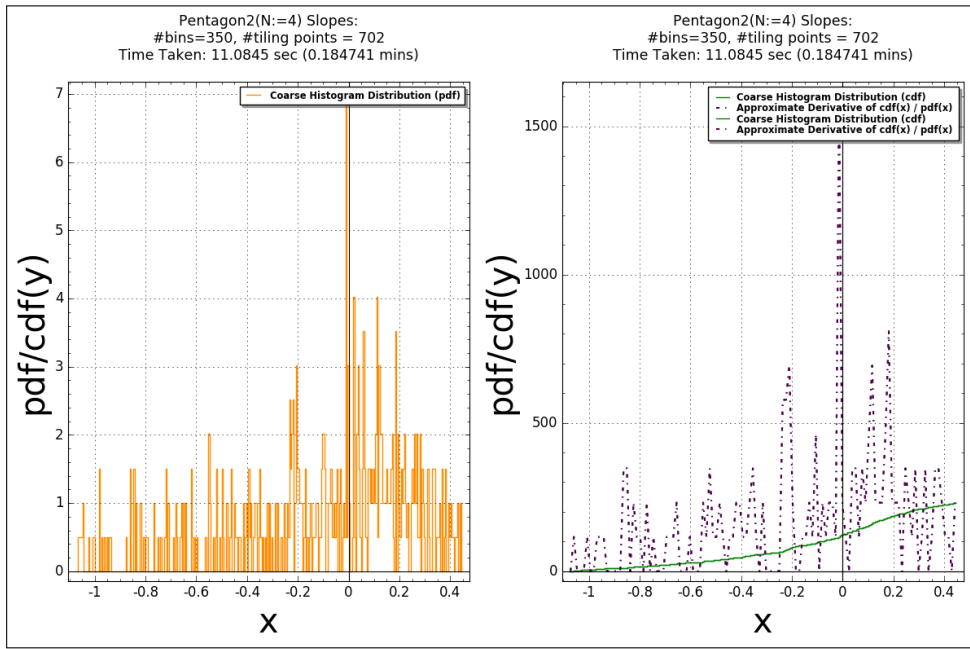 Pentagon2(N:=4) Slopes:
#bins=350, #tiling points = 702
Time Taken: 11.0845 sec (0.184741 mins)
Coarse Histogram Distribution (pdf)
7
6
5
4
3
2
1
0
pdf/cdf(y)
-1
-0.8
-0.6
-0.4
-0.2
0
0.2
0.4
x
Pentagon2(N:=4) Slopes:
#bins=350, #tiling points = 702
Time Taken: 11.0845 sec (0.184741 mins)
Coarse Histogram Distribution (cdf)
Approximate Derivative of cdf(x) / pdf(x)
Coarse Histogram Distribution (cdf)
Approximate Derivative of cdf(x) / pdf(x)
1500
1000
500
0
pdf/cdf(y)
-1
-0.8
-0.6
-0.4
-0.2
0
0.2
0.4
x